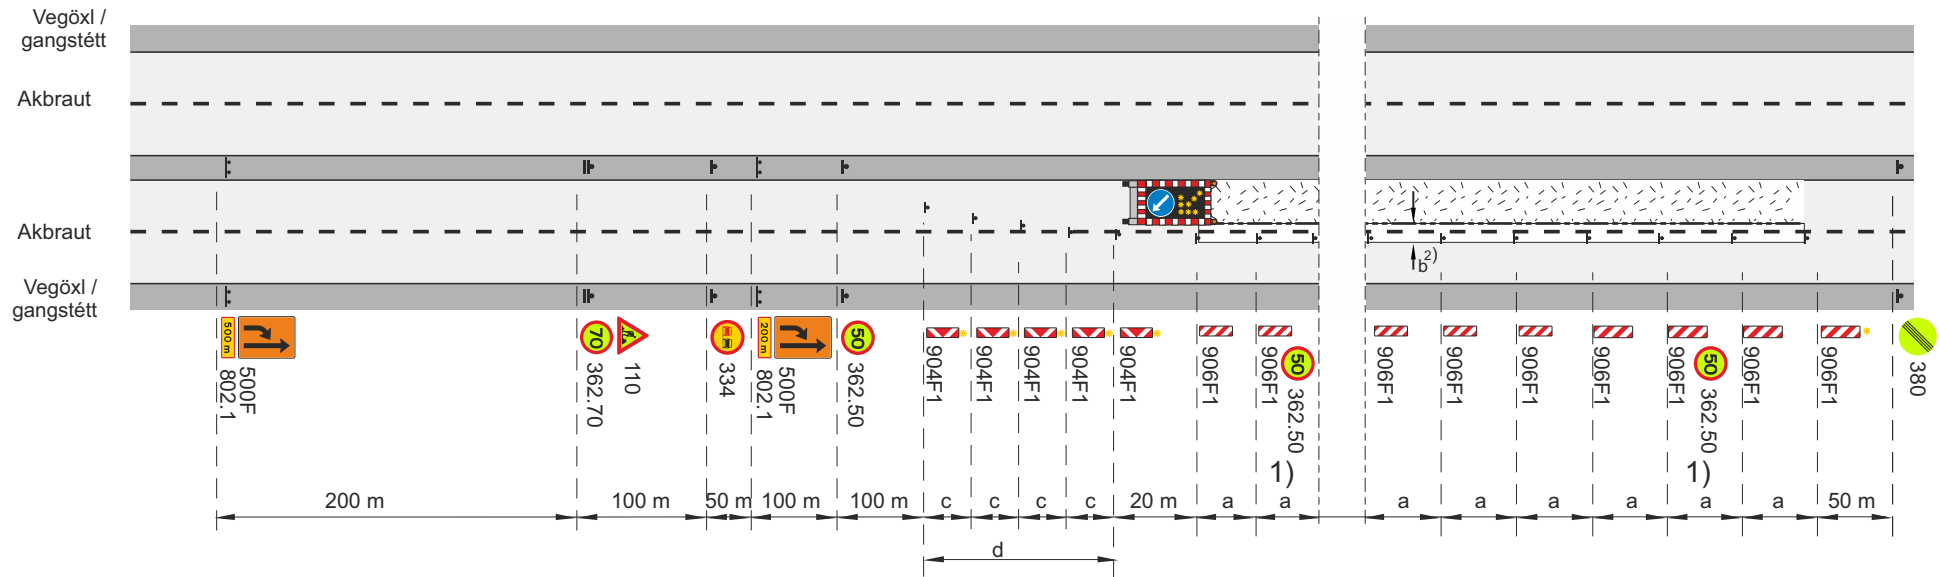 Vegöxl /
gangstétt
Akbraut
Akbraut
Vegöxl /
gangstétt
b2)
500 m
802.1
500F
70
362.70
110
334
200 m
802.1
500F
50
362.50
904F1
904F1
904F1
904F1
904F1
906F1
906F1
50
362.50
1)
906F1
906F1
906F1
906F1
906F1
50
362.50
1)
906F1
906F1
380
200 m
100 m
50 m
100 m
100 m
c
c
c
c
20 m
a
a
a
a
a
a
a
a
50 m
d